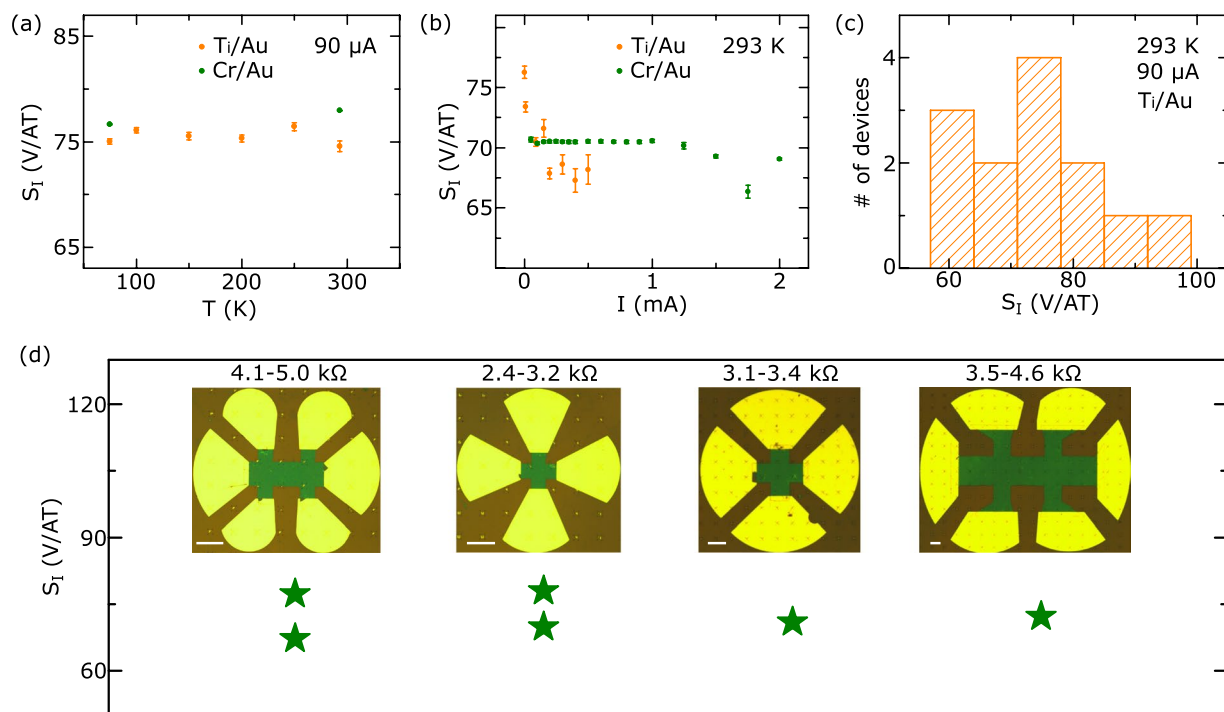 (a)
85
75
65
S_I (V/AT)
Ti/Au
Cr/Au
90 µA
100
200
300
T (K)
(b)
75
70
65
S_I (V/AT)
Ti/Au
Cr/Au
293 K
0
1
2
I (mA)
(c)
4
2
0
# of devices
293 K
90 µA
Ti/Au
60
80
100
S_I (V/AT)
(d)
120
90
60
S_I (V/AT)
4.1-5.0 kΩ
2.4-3.2 kΩ
3.1-3.4 kΩ
3.5-4.6 kΩ